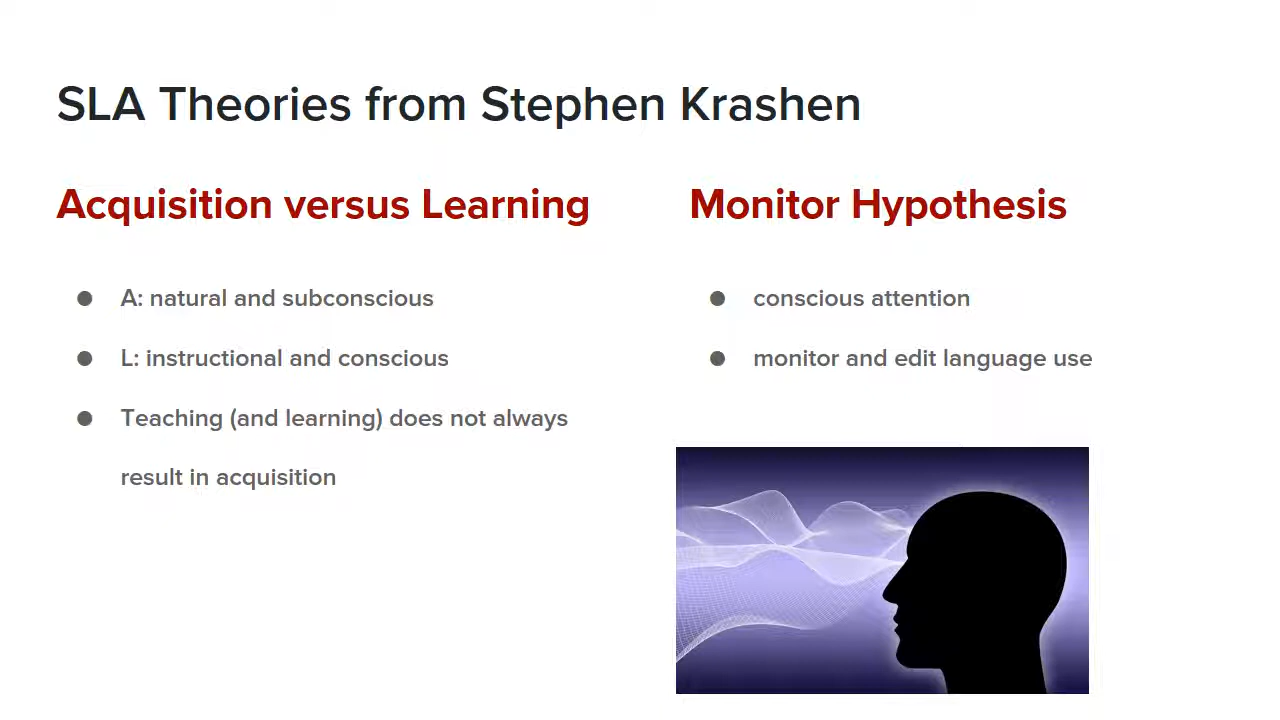 SLA Theories from Stephen Krashen
Acquisition versus Learning
A: natural and subconscious
L: instructional and conscious
Teaching (and learning) does not always
result in acquisition
Monitor Hypothesis
conscious attention
monitor and edit language use